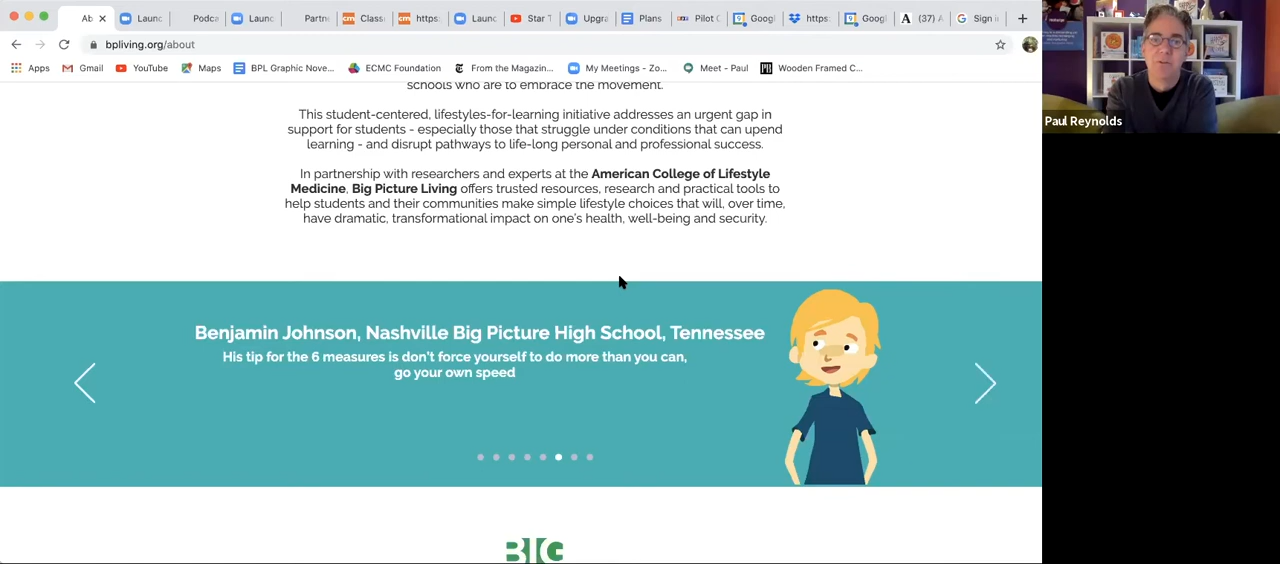 Ab
Launc
Podca
Launc
Partne
Class
https:
Launc
Star T
Upgra
Plans
Pilot C
Googl
https:
Googl
(37) A
Sign in
bpliving.org/about
Apps
Gmail
YouTube
Maps
BPL Graphic Nove...
ECMC Foundation
From the Magazin...
My Meetings - Zo...
Meet - Paul
Wooden Framed C...
schools who are to embrace the movement.
This student-centered, lifestyles-for-learning initiative addresses an urgent gap in
support for students - especially those that struggle under conditions that can upend
learning - and disrupt pathways to life-long personal and professional success.
In partnership with researchers and experts at the American College of Lifestyle
Medicine, Big Picture Living offers trusted resources, research and practical tools to
help students and their communities make simple lifestyle choices that will, over time,
have dramatic, transformational impact on one's health, well-being and security.
Benjamin Johnson, Nashville Big Picture High School, Tennessee
His tip for the 6 measures is don't force yourself to do more than you can,
go your own speed
BIG
Paul Reynolds